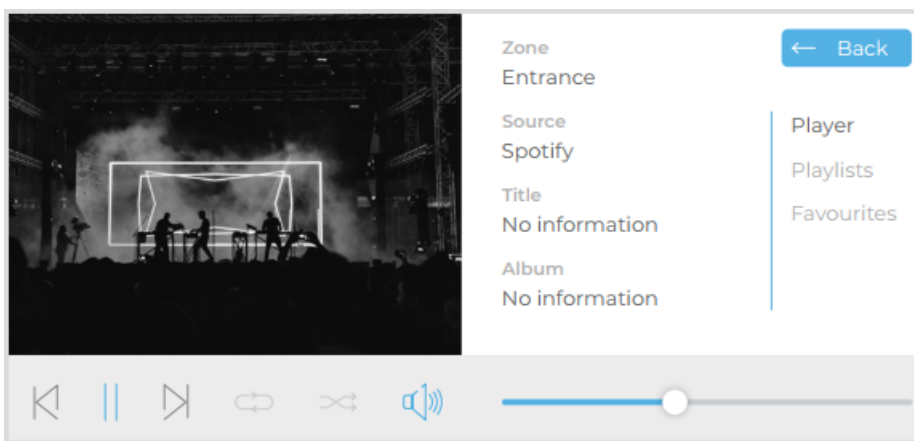 Zone
Entrance
Source
Spotify
Title
No information
Album
No information
← Back
Player
Playlists
Favourites